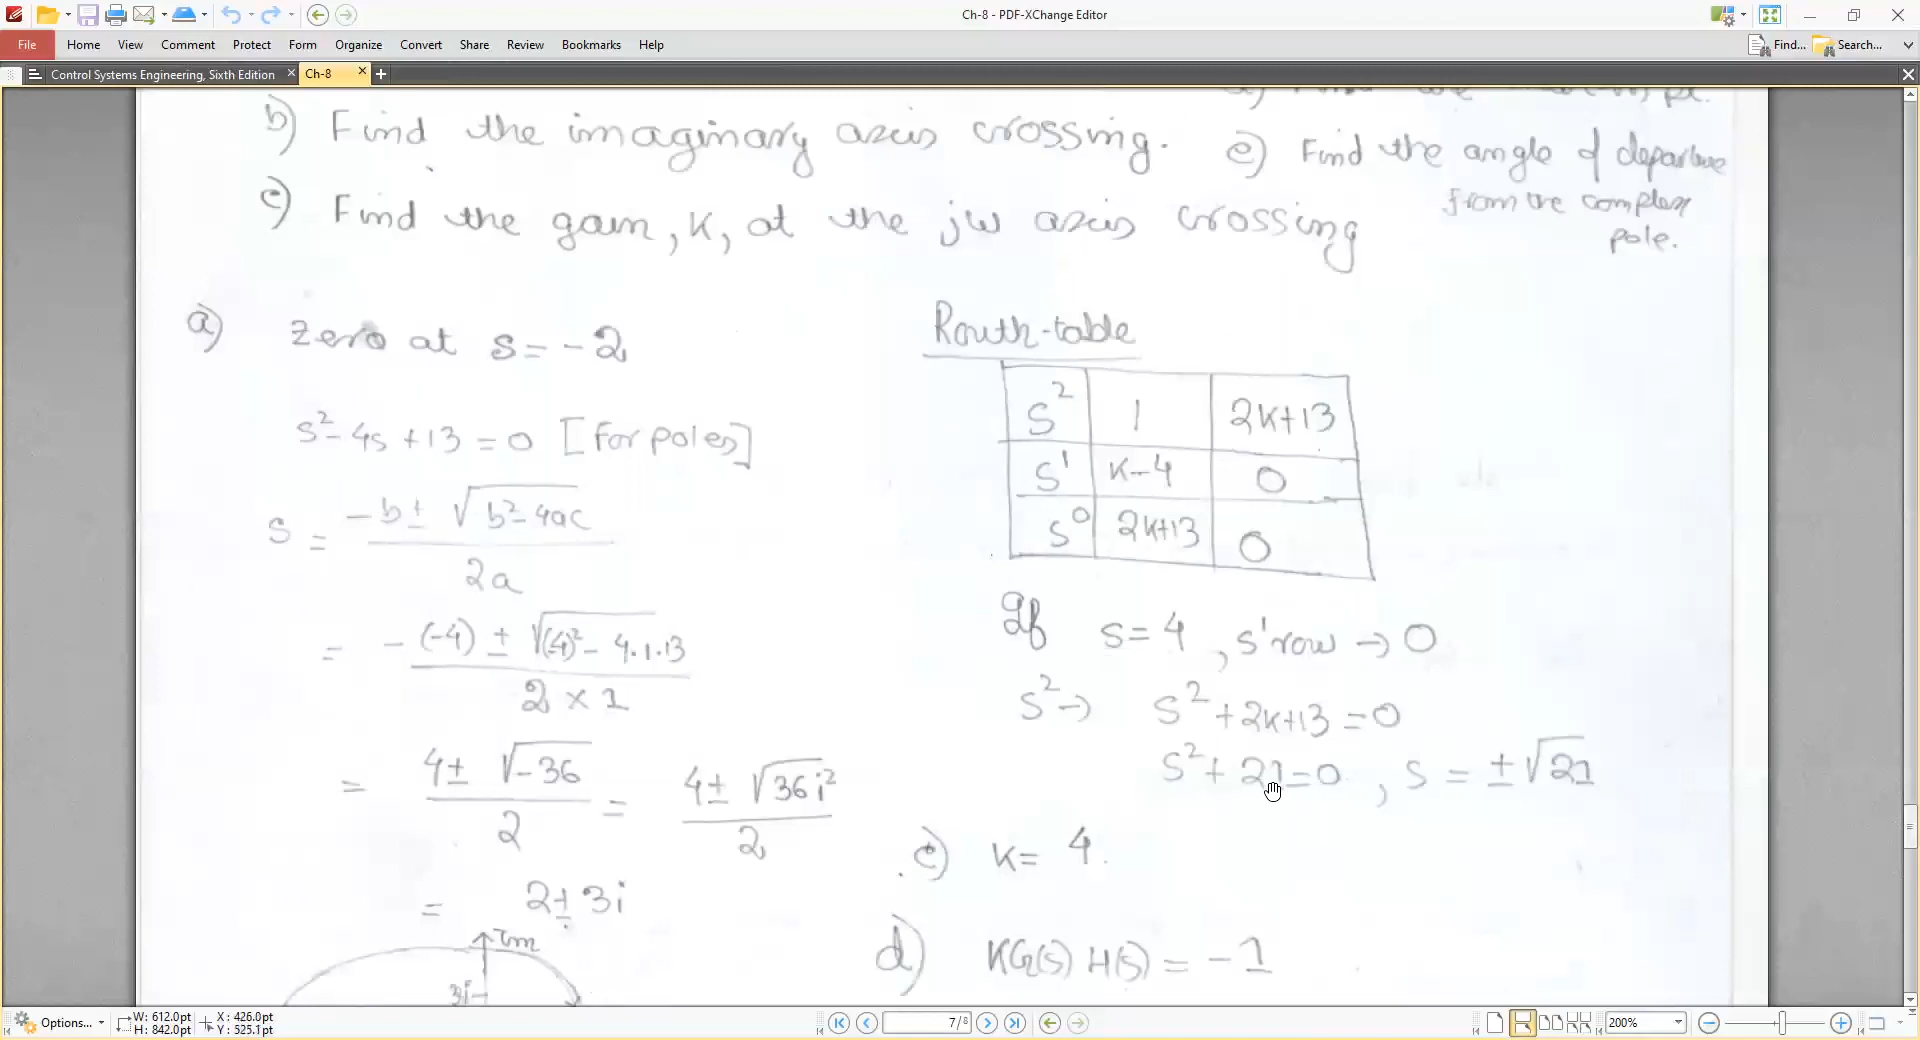 Ch-8 - PDF-XChange Editor
File Home View Comment Protect Form Organize Convert Share Review Bookmarks Help Find... Search...
Control Systems Engineering, Sixth Edition Ch-8
b) Find the imaginary axis crossing.
c) Find the gain, K, at the jw axis crossing
e) Find the angle of departure
from the complex
pole.
a) Zero at s = -2
s² - 4s + 13 = 0 [For poles]
s = -b ± √b² - 4ac / 2a
= -(-4) ± √(4)² - 4.1.13 / 2 × 1
= 4 ± √-36 / 2 = 4 ± √36i² / 2
= 2 ± 3i
Im
3i
Routh-table
S² 1 2K+13
S¹ K-4 0
S⁰ 2K+13 0
If s = 4, s¹ row → 0
S² → S² + 2K+13 = 0
S² + 21 = 0, S = ± √21
c) K = 4.
d) KG(s) H(s) = -1
Options... W: 612.0pt X: 426.0pt
H: 842.0pt Y: 525.1pt
7/8 200%